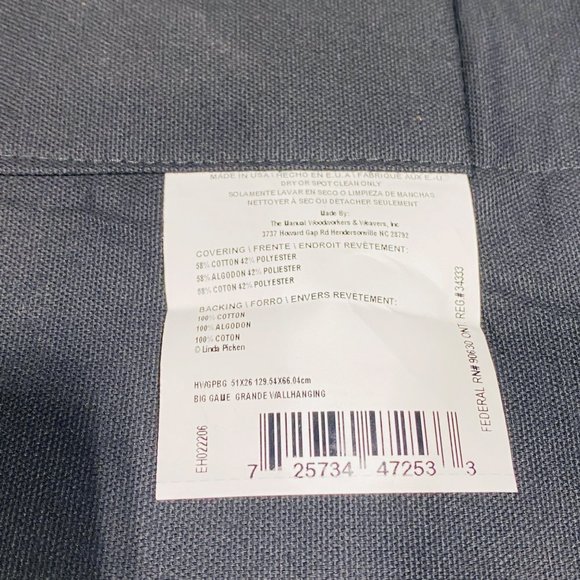 MADE IN USA \ HECHO EN E.U.A \ FABRIQUÉ AUX E.-U.
DRY OR SPOT CLEAN ONLY
SOLAMENTE LAVAR EN SECO O LIMPIEZA DE MANCHAS
NETTOYER À SEC OU DÉTACHER SEULEMENT
Made By:
The Manual Woodworkers & Weavers, Inc
3737 Howard Gap Rd Hendersonville NC 28792
COVERING \ FRENTE \ ENDROIT REVÊTEMENT:
58% COTTON 42% POLYESTER
58% ALGODON 42% POLIESTER
58% COTON 42% POLYESTER
BACKING \ FORRO \ ENVERS REVETEMENT:
100% COTTON
100% ALGODON
100% COTON
© Linda Picken
HWGPBG 51X26 129.54X66.04cm
BIG GAME GRANDE WALLHANGING
EH022206
7 25734 47253 3
FEDERAL RN# 90630 ONT. REG.# 34333